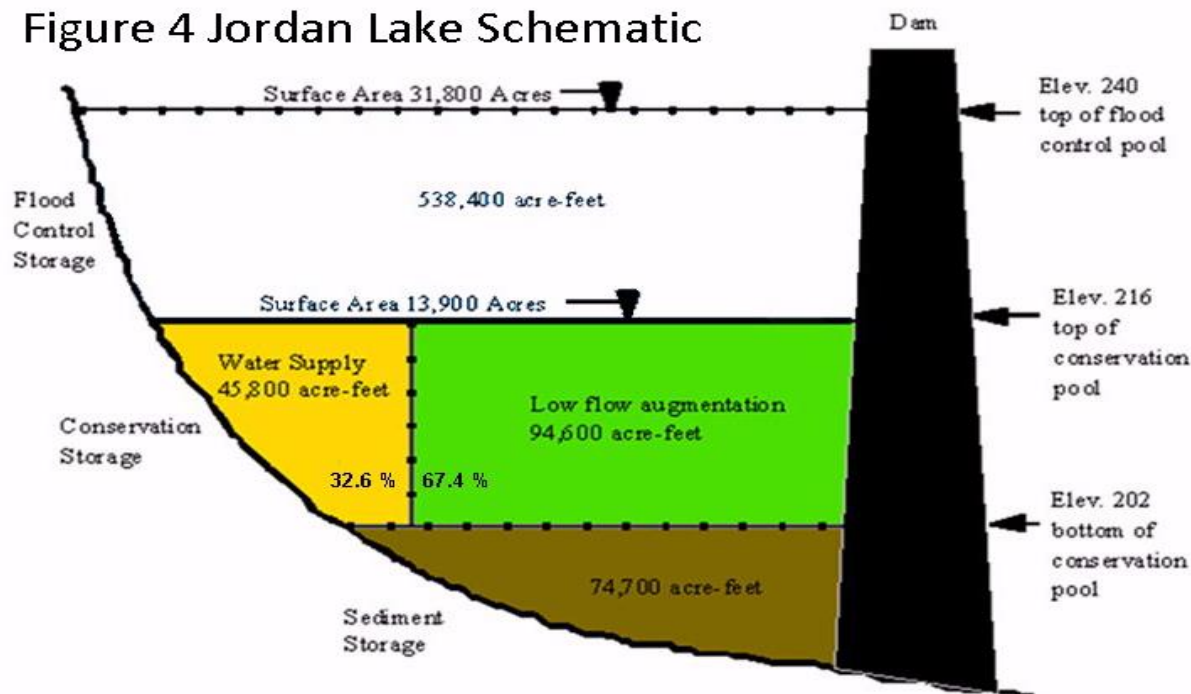 Figure 4 Jordan Lake Schematic
Dam
Surface Area 31,800 Acres
Elev. 240
top of flood
control pool
538,400 acre-feet
Flood
Control
Storage
Surface Area 13,900 Acres
Elev. 216
top of
conservation
pool
Water Supply
45,800 acre-feet
Low flow augmentation
94,600 acre-feet
Conservation
Storage
32.6 %
67.4 %
Elev. 202
bottom of
conservation
pool
74,700 acre-feet
Sediment
Storage